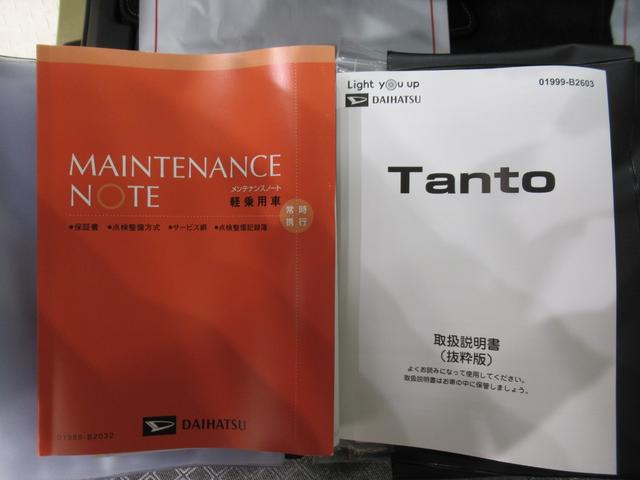 MAINTENANCE
NOTE
メンテナンスノート
軽乗用車
常時
携行
●保証書 ●点検整備方式 ●サービス網 ●点検整備記録簿
DAIHATSU
01999-B2032
Light you up
DAIHATSU
01999-B2603
Tanto
取扱説明書
(抜粋版)
よくお読みになって使用してください。
取扱説明書はお車の中に保管しましょう。